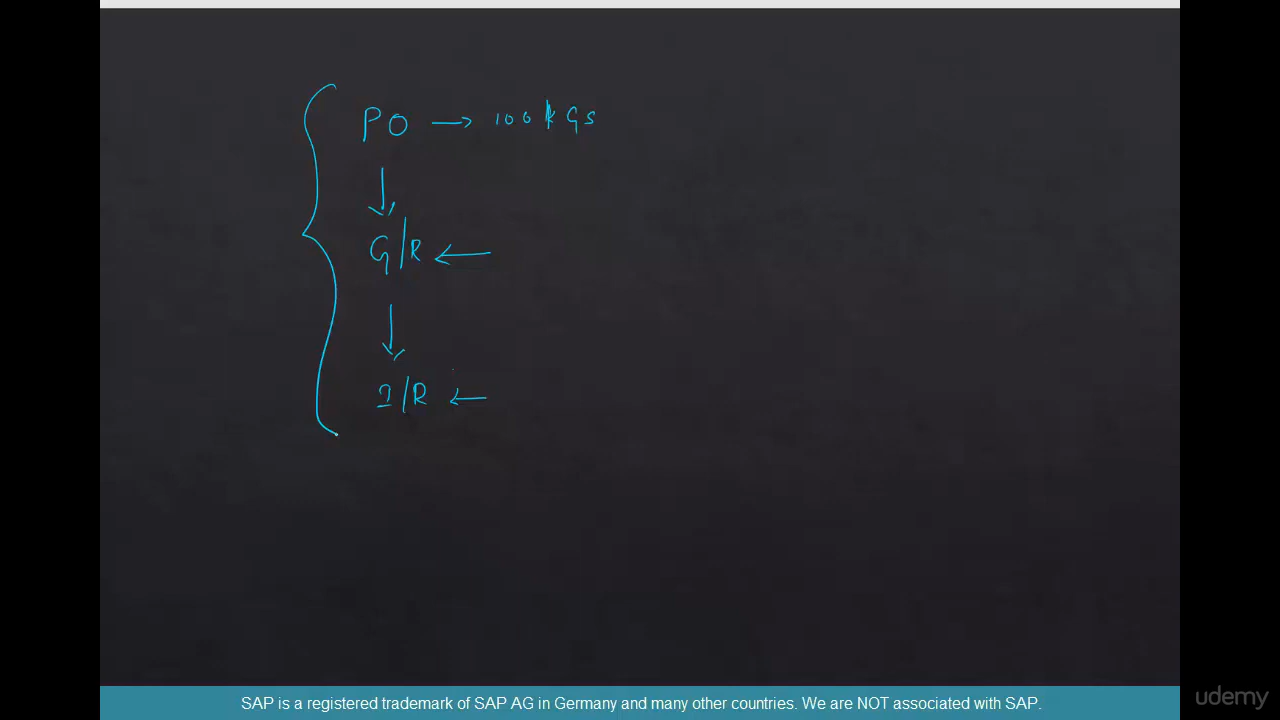 PO → 100 KGs
↓
G/R ←
↓
I/R ←
SAP is a registered trademark of SAP AG in Germany and many other countries. We are NOT associated with SAP.
udemy